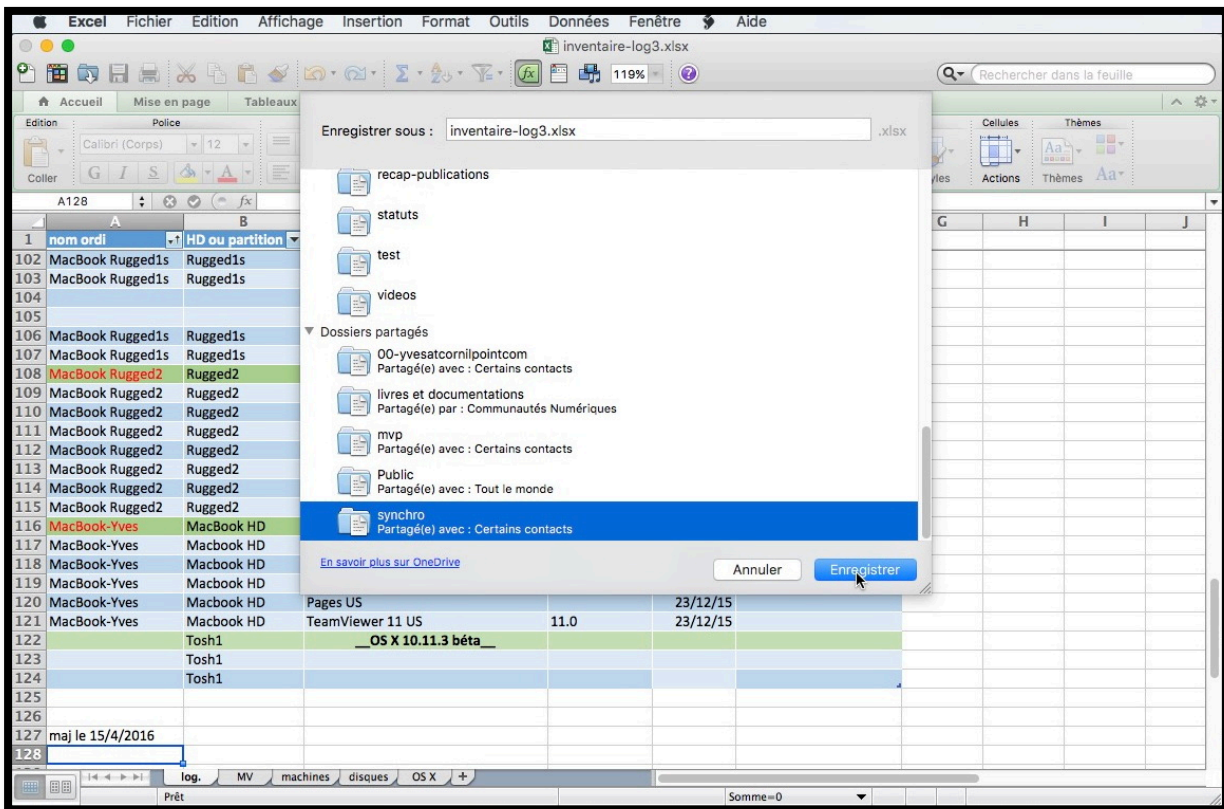 Excel Fichier Edition Affichage Insertion Format Outils Données Fenêtre Aide
inventaire-log3.xlsx
119%
Rechercher dans la feuille
Accueil Mise en page Tableaux
Edition Police Cellules Thèmes
Calibri (Corps) 12
Coller G I S A Actions Thèmes Aa
A128 fx
A B G H I J
1 nom ordi HD ou partition
102 MacBook Rugged1s Rugged1s
103 MacBook Rugged1s Rugged1s
104
105
106 MacBook Rugged1s Rugged1s
107 MacBook Rugged1s Rugged1s
108 MacBook Rugged2 Rugged2
109 MacBook Rugged2 Rugged2
110 MacBook Rugged2 Rugged2
111 MacBook Rugged2 Rugged2
112 MacBook Rugged2 Rugged2
113 MacBook Rugged2 Rugged2
114 MacBook Rugged2 Rugged2
115 MacBook Rugged2 Rugged2
116 MacBook-Yves MacBook HD
117 MacBook-Yves Macbook HD
118 MacBook-Yves Macbook HD
119 MacBook-Yves Macbook HD
120 MacBook-Yves Macbook HD Pages US 23/12/15
121 MacBook-Yves Macbook HD TeamViewer 11 US 11.0 23/12/15
122 Tosh1 __OS X 10.11.3 béta__
123 Tosh1
124 Tosh1
125
126
127 maj le 15/4/2016
128
Enregistrer sous : inventaire-log3.xlsx .xlsx
recap-publications
statuts
test
videos
Dossiers partagés
00-yvesatcornilpointcom
Partagé(e) avec : Certains contacts
livres et documentations
Partagé(e) par : Communautés Numériques
mvp
Partagé(e) avec : Certains contacts
Public
Partagé(e) avec : Tout le monde
synchro
Partagé(e) avec : Certains contacts
En savoir plus sur OneDrive
Annuler Enregistrer
log. MV machines disques OS X +
Prêt Somme=0